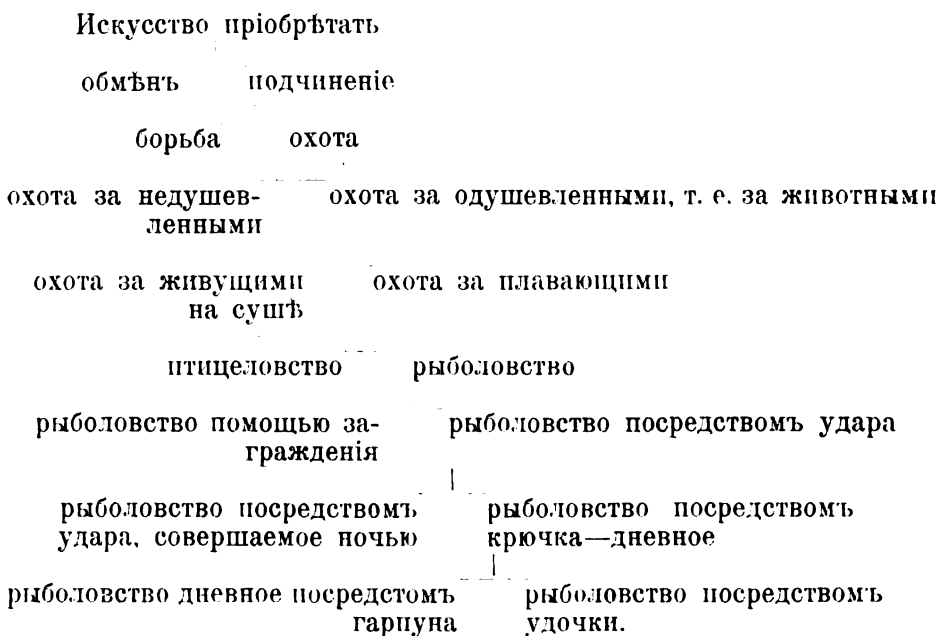 Искусство пріобрѣтать
обмѣнъ подчиненіе
борьба охота
охота за недушев- охота за одушевленными, т. е. за животными
ленными
охота за живущими охота за плавающими
на сушѣ
птицеловство рыболовство
рыболовство помощью за- рыболовство посредствомъ удара
гражденія
рыболовство посредствомъ рыболовство посредствомъ
удара, совершаемое ночью крючка—дневное
рыболовство дневное посредстомъ рыболовство посредствомъ
гарпуна удочки.